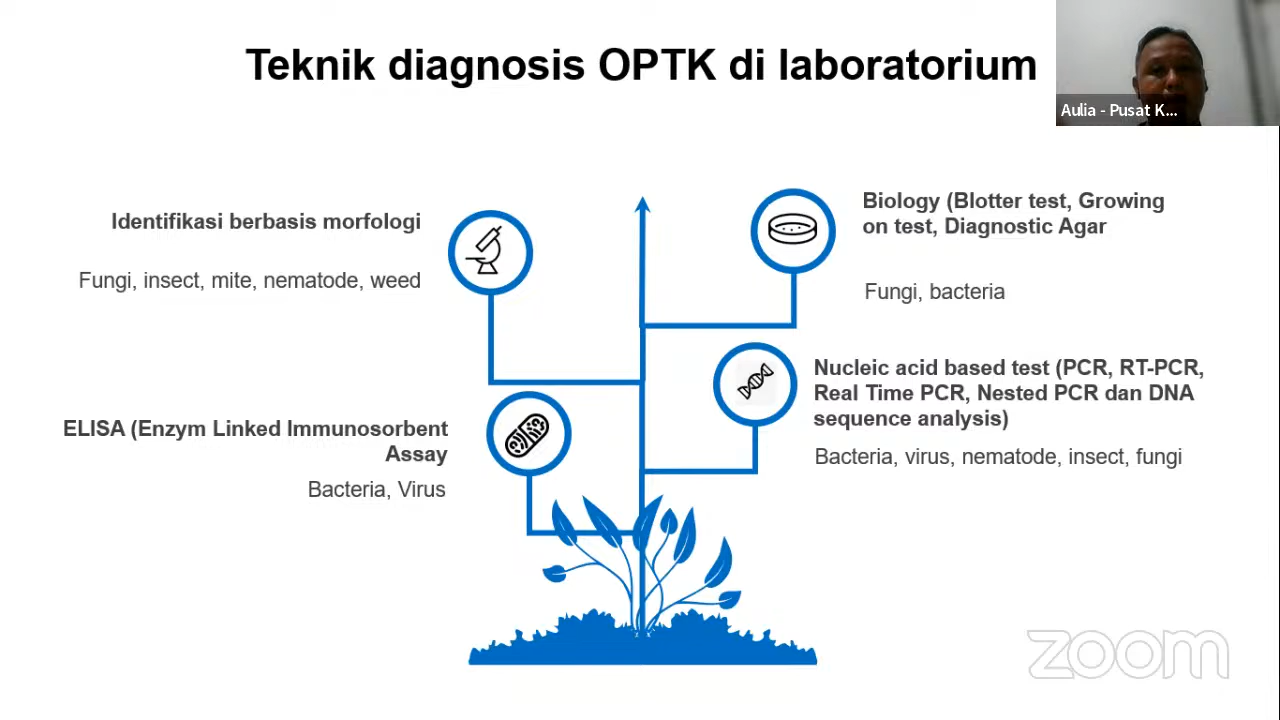 Teknik diagnosis OPTK di laboratorium
Aulia - Pusat K...
Identifikasi berbasis morfologi
Fungi, insect, mite, nematode, weed
Biology (Blotter test, Growing
on test, Diagnostic Agar
Fungi, bacteria
ELISA (Enzym Linked Immunosorbent
Assay
Bacteria, Virus
Nucleic acid based test (PCR, RT-PCR,
Real Time PCR, Nested PCR dan DNA
sequence analysis)
Bacteria, virus, nematode, insect, fungi
zoom